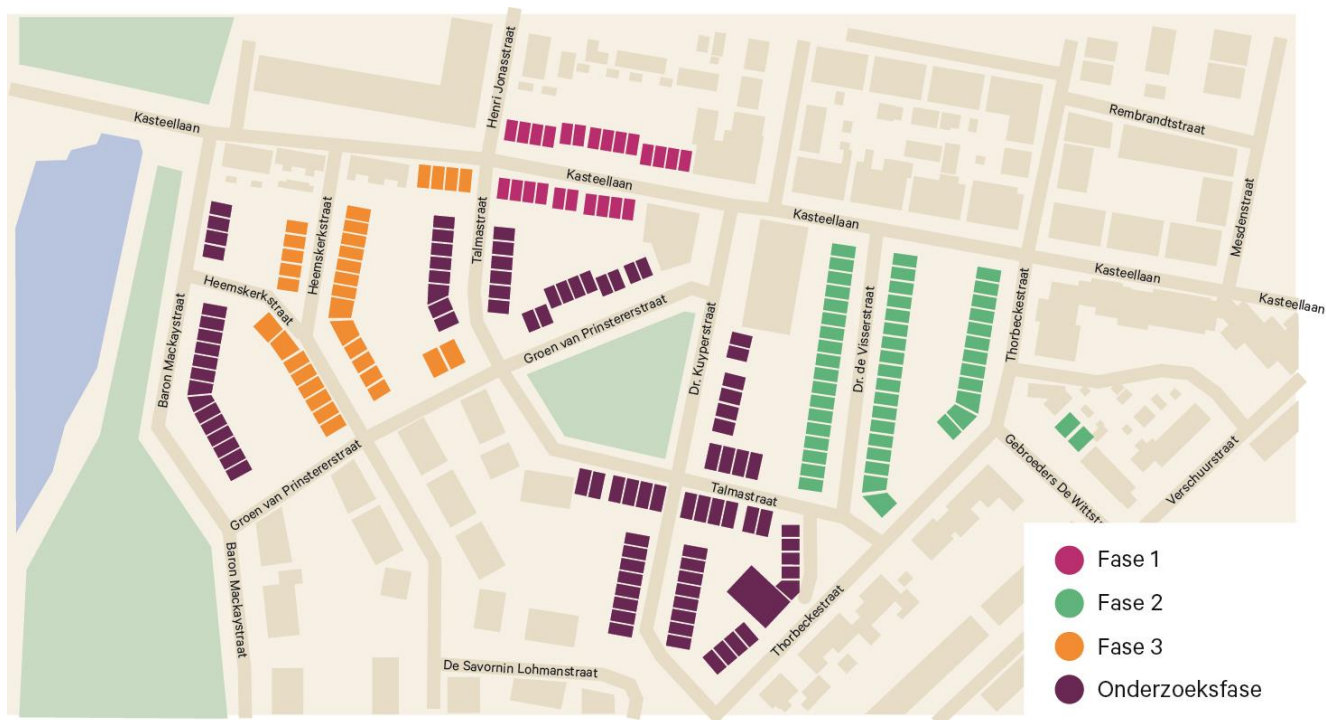 Henri Jonasstraat
Kasteellaan
Rembrandtstraat
Kasteellaan
Kasteellaan
Mesdenstraat
Talmastraat
Heemskerkstraat
Heemskerkstraat
Kasteellaan
Kasteellaan
Baron Mackaystraat
Groen van Prinstererstraat
Dr. Kuyperstraat
Dr. de Visserstraat
Thorbeckestraat
Groen van Prinstererstraat
Talmastraat
Gebroeders De Wittst
Verschuurstraat
Baron Mackaystraat
Thorbeckestraat
De Savornin Lohmanstraat
Fase 1
Fase 2
Fase 3
Onderzoeksfase